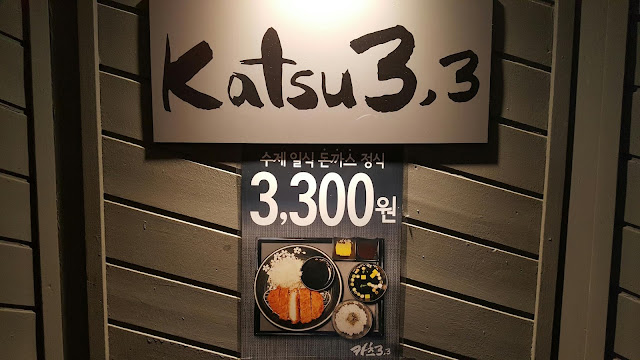 Katsu3,3
수제 일식 돈까스 정식
3,300원
카츠3.3